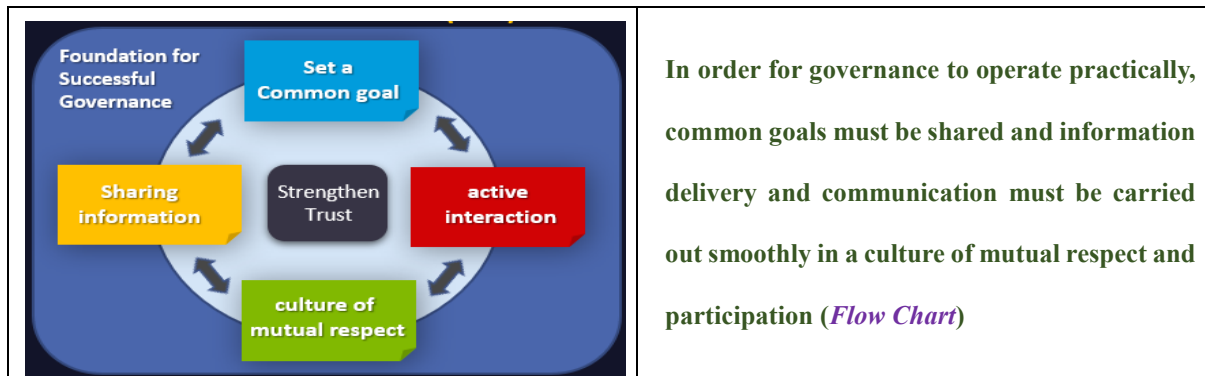 Foundation for
Successful
Governance
Set a
Common goal
Sharing
information
Strengthen
Trust
active
interaction
culture of
mutual respect
In order for governance to operate practically,
common goals must be shared and information
delivery and communication must be carried
out smoothly in a culture of mutual respect and
participation (Flow Chart)